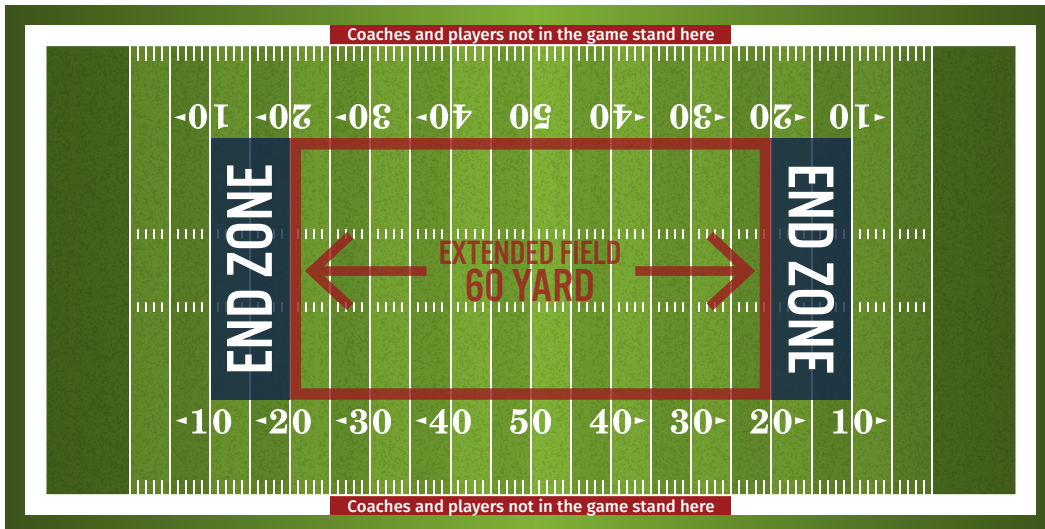 Coaches and players not in the game stand here
10 20 30 40 50 40 30 20 10
END ZONE
EXTENDED FIELD
60 YARD
END ZONE
10 20 30 40 50 40 30 20 10
Coaches and players not in the game stand here